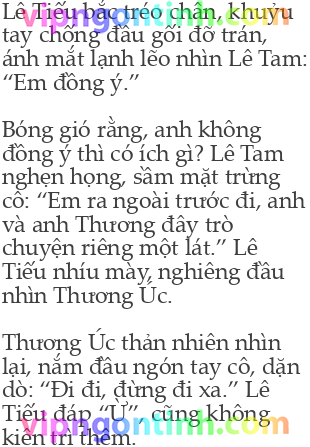 vipngontinh.com
Lê Tiếu bắc tréo chân, khuỷu
tay chống đầu gối đỡ trán,
ánh mắt lạnh lẽo nhìn Lê Tam:
“Em đồng ý.”
Bóng gió rằng, anh không
đồng ý thì có ích gì? Lê Tam
nghẹn họng, sầm mặt trừng
cô: “Em ra ngoài trước đi, anh
và anh Thương đây trò
chuyện riêng một lát.” Lê
Tiếu nhíu mày, nghiêng đầu
nhìn Thương Úc.
Thương Úc thản nhiên nhìn
lại, nắm đầu ngón tay cô, dặn
dò: “Đi đi, đừng đi xa.” Lê
Tiếu đáp “Ừ”, cũng không
kiên trì thêm.
vipngontinh.com